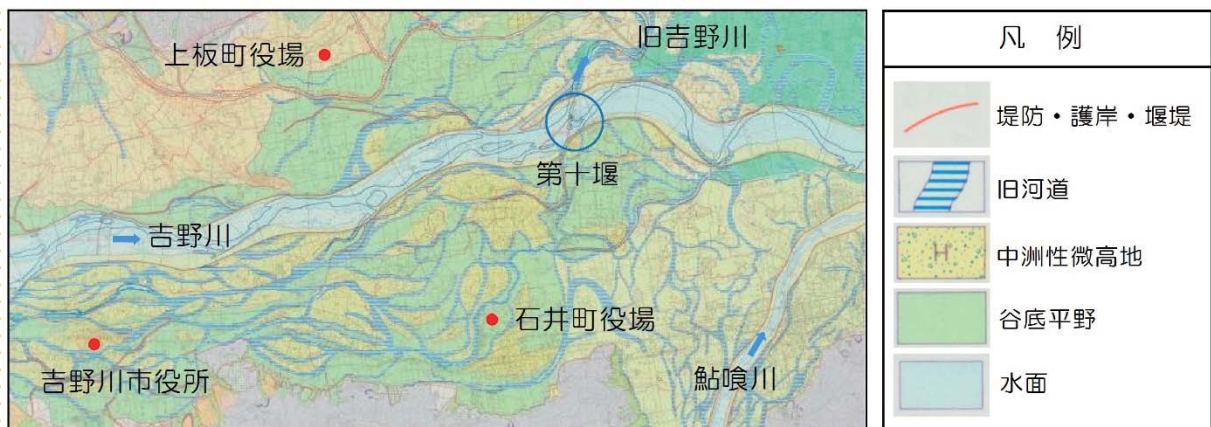 上板町役場
旧吉野川
第十堰
吉野川
石井町役場
吉野川市役所
鮎喰川
凡 例
堤防・護岸・堰堤
旧河道
H
中洲性微高地
谷底平野
水面